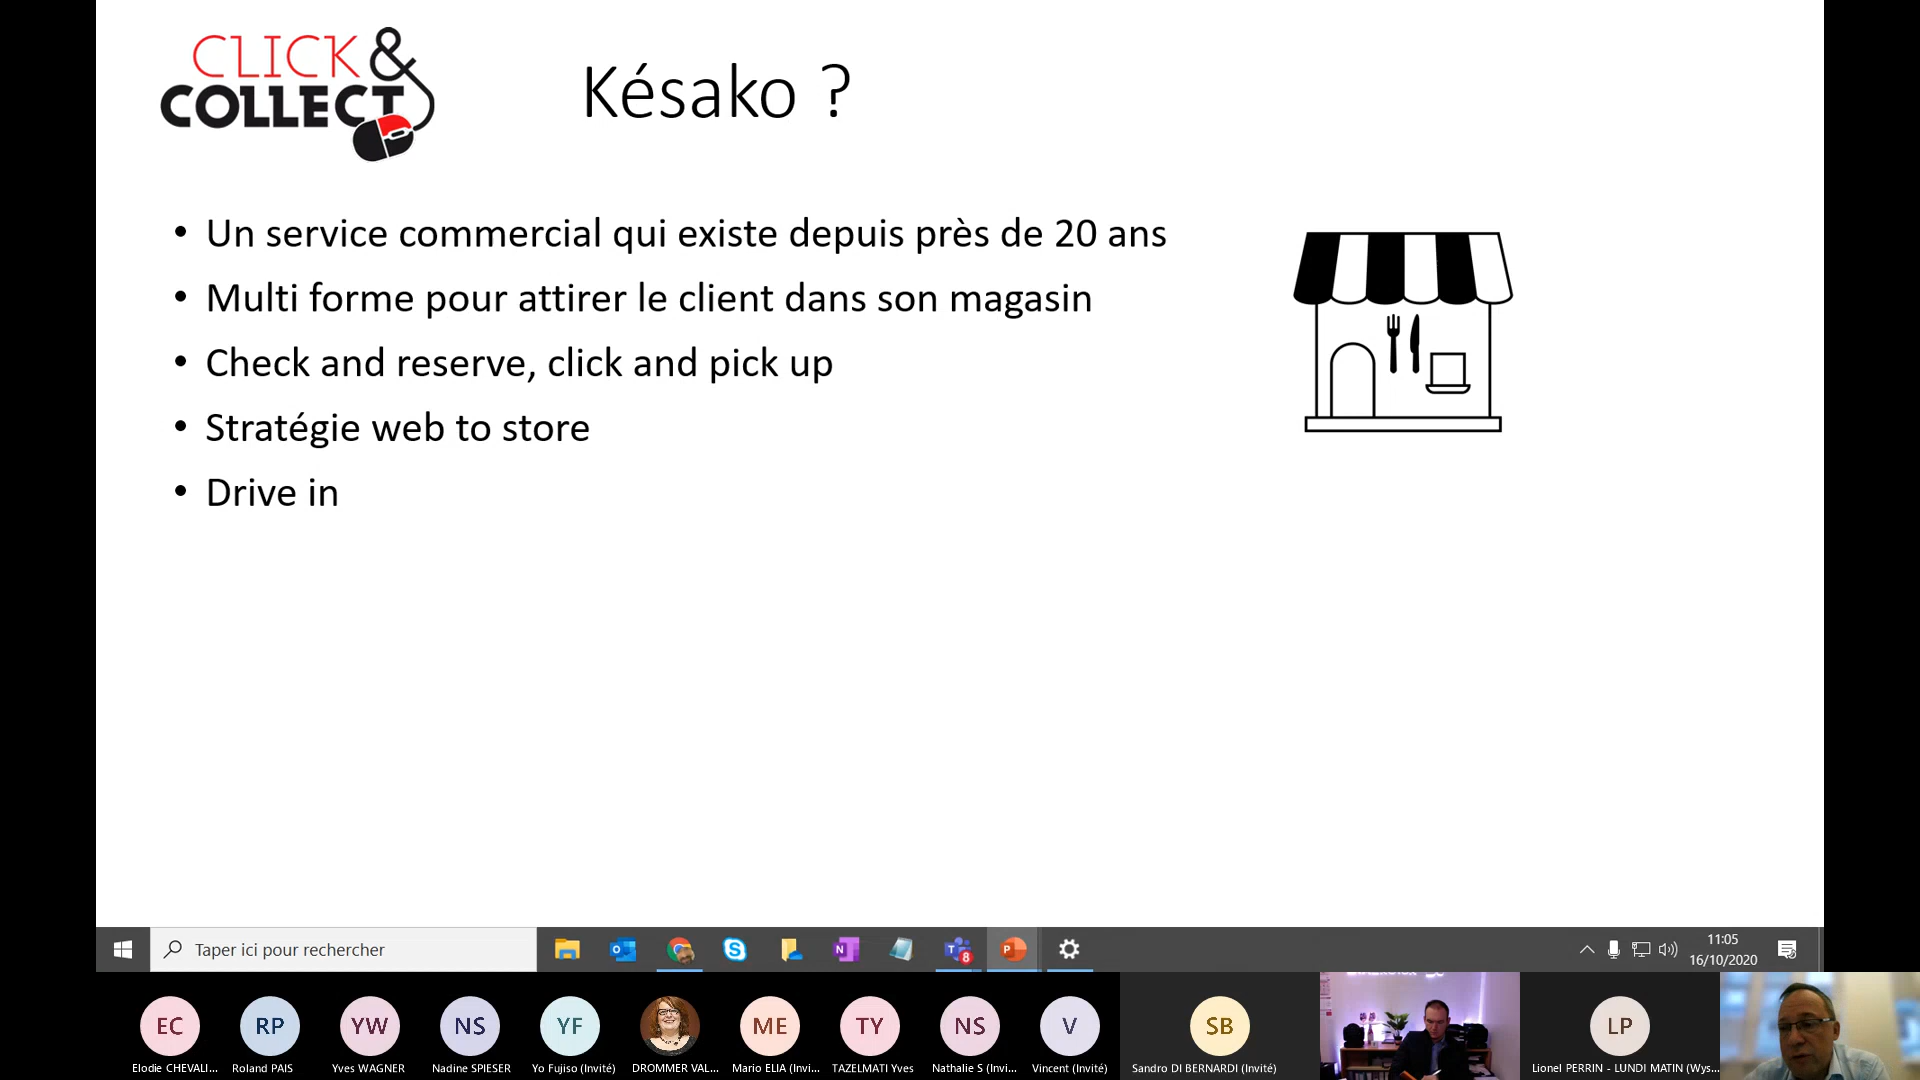 CLICK &
COLLECT
Késako ?
• Un service commercial qui existe depuis près de 20 ans
• Multi forme pour attirer le client dans son magasin
• Check and reserve, click and pick up
• Stratégie web to store
• Drive in
Taper ici pour rechercher
8
11:05
16/10/2020
EC
RP
YW
NS
YF
ME
TY
NS
V
SB
LP
Elodie CHEVALI...
Roland PAIS
Yves WAGNER
Nadine SPIESER
Yo Fujiso (Invité)
DROMMER VAL...
Mario ELIA (Invi...
TAZELMATI Yves
Nathalie S (Invi...
Vincent (Invité)
Sandro DI BERNARDI (Invité)
Lionel PERRIN - LUNDI MATIN (Wys...